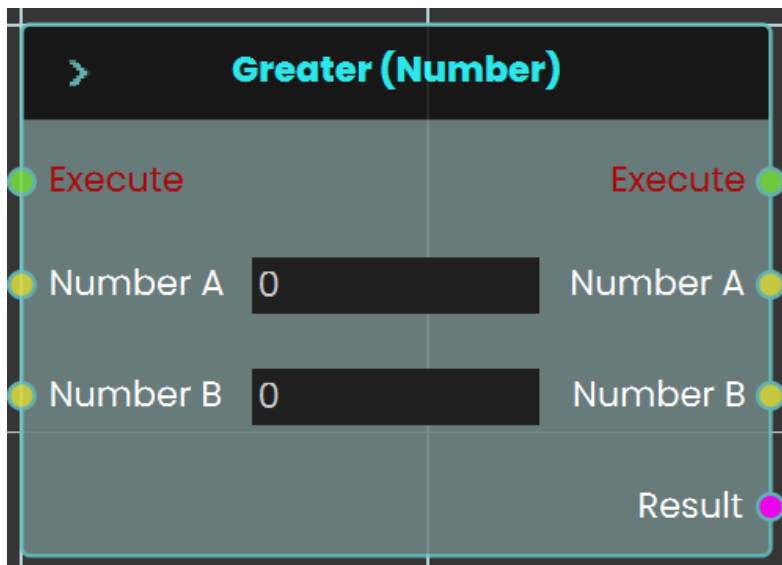 > Greater (Number)
Execute Execute
Number A 0 Number A
Number B 0 Number B
Result